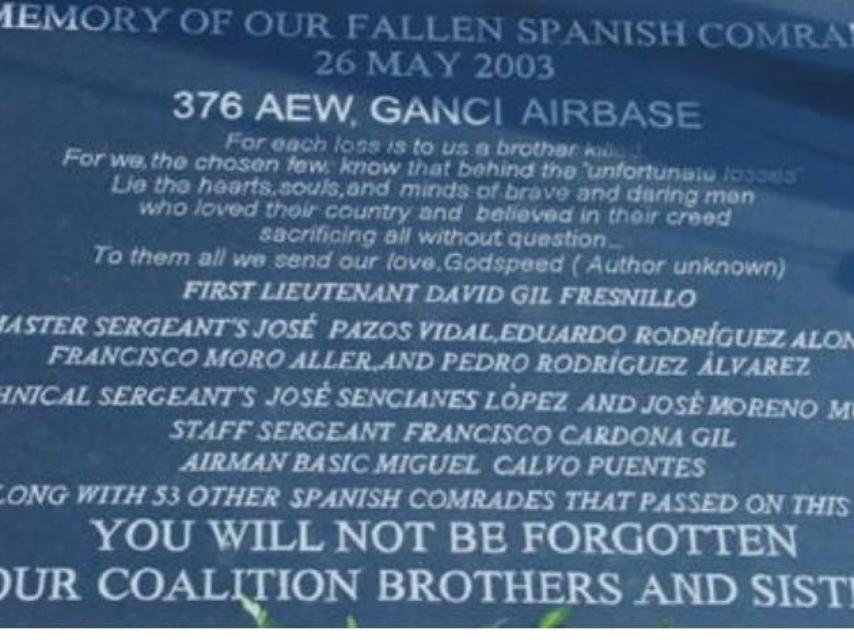 MEMORY OF OUR FALLEN SPANISH COMRA
26 MAY 2003
376 AEW, GANCI AIRBASE
For each loss is to us a brother killed
For we,the chosen few, know that behind the "unfortunate losses"
Lie the hearts,souls,and minds of brave and daring men
who loved their country and believed in their creed
sacrificing all without question...
To them all we send our love,Godspeed ( Author unknown)
FIRST LIEUTENANT DAVID GIL FRESNILLO
MASTER SERGEANT'S JOSÉ PAZOS VIDAL,EDUARDO RODRÍGUEZ ALON
FRANCISCO MORO ALLER,AND PEDRO RODRÍGUEZ ÁLVAREZ
HNICAL SERGEANT'S JOSÉ SENCIANES LÒPEZ AND JOSÈ MORENO MU
STAFF SERGEANT FRANCISCO CARDONA GIL
AIRMAN BASIC MIGUEL CALVO PUENTES
LONG WITH 53 OTHER SPANISH COMRADES THAT PASSED ON THIS
YOU WILL NOT BE FORGOTTEN
OUR COALITION BROTHERS AND SIST